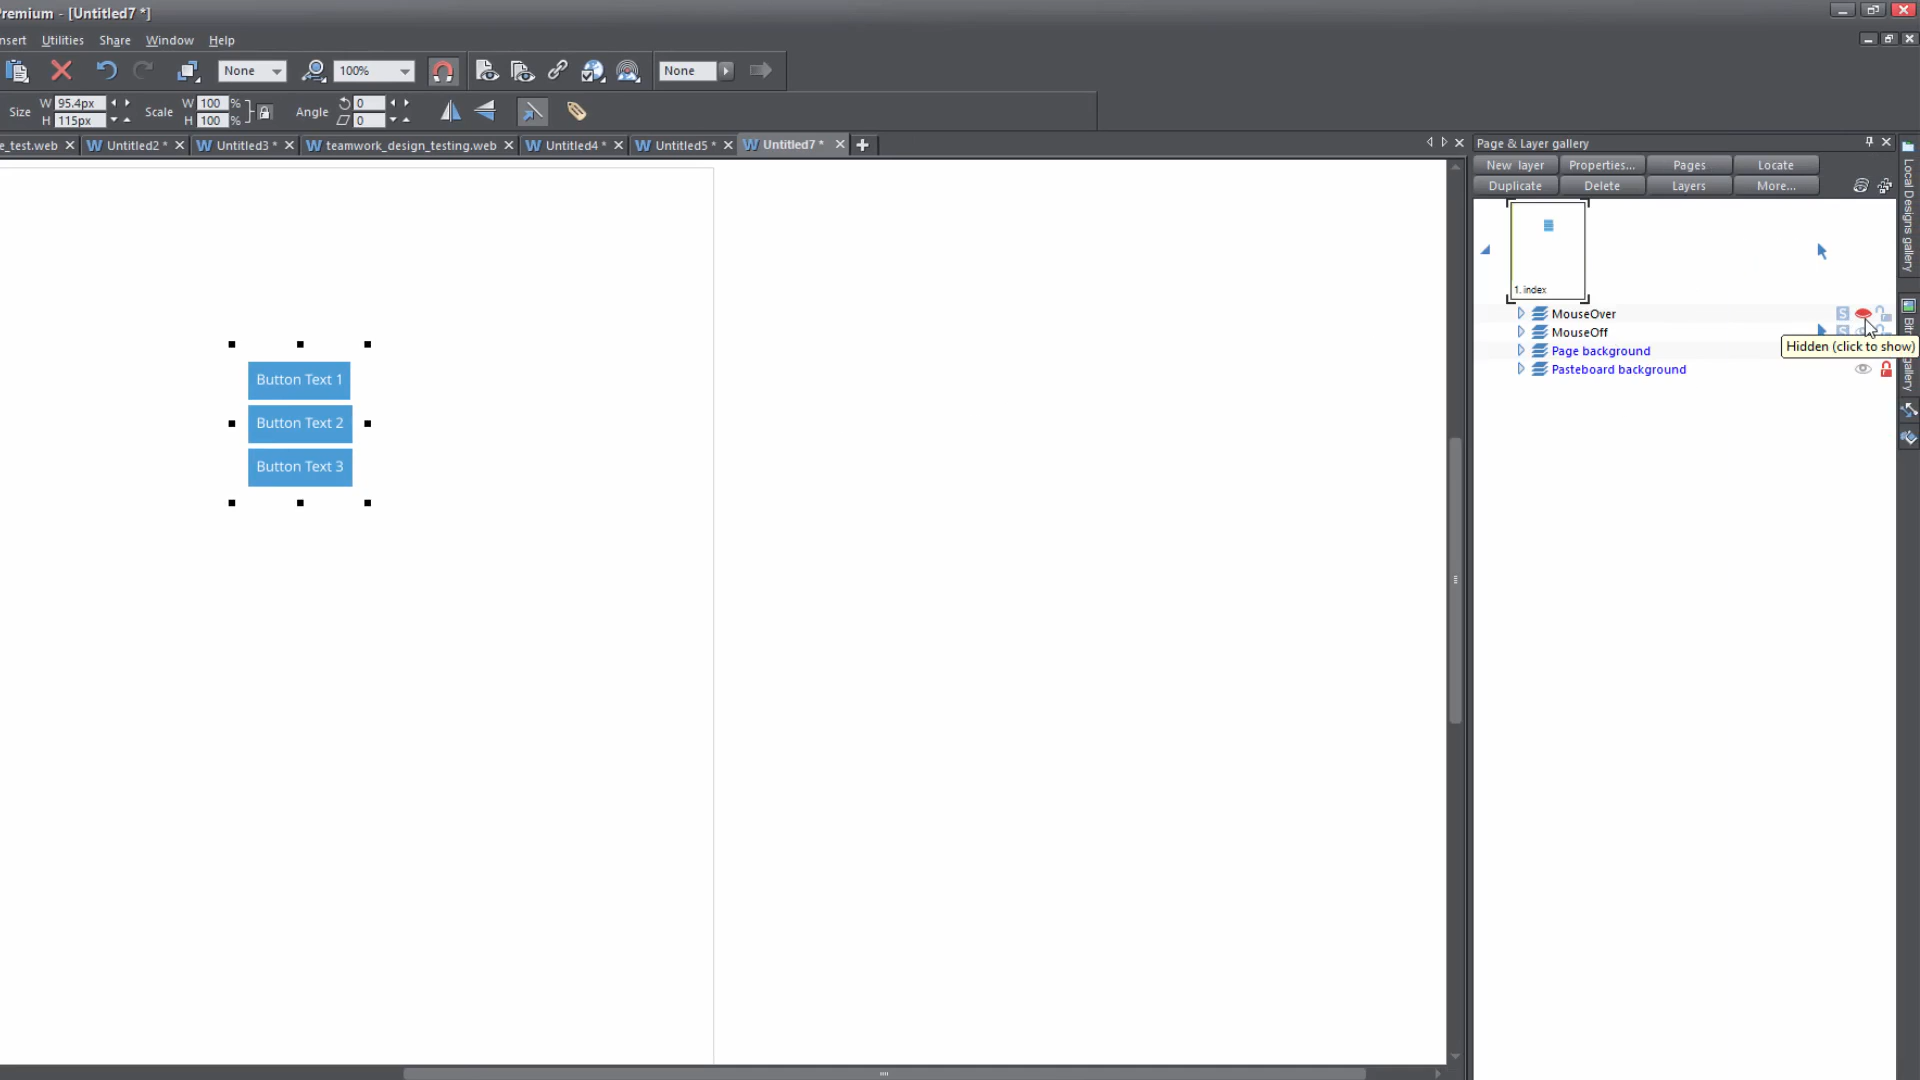 remium - [Untitled7 *]
nsert Utilities Share Window Help
None 100% None
Size W 95.4px H 115px Scale W 100 % H 100 % Angle 0 0
e_test.web Untitled2 * Untitled3 * teamwork_design_testing.web Untitled4 * Untitled5 * Untitled7 *
Page & Layer gallery
New layer Properties... Pages Locate
Duplicate Delete Layers More...
Local Designs gallery
1. index
MouseOver S
MouseOff S
Hidden (click to show)
Page background
Pasteboard background
gallery
Button Text 1
Button Text 2
Button Text 3